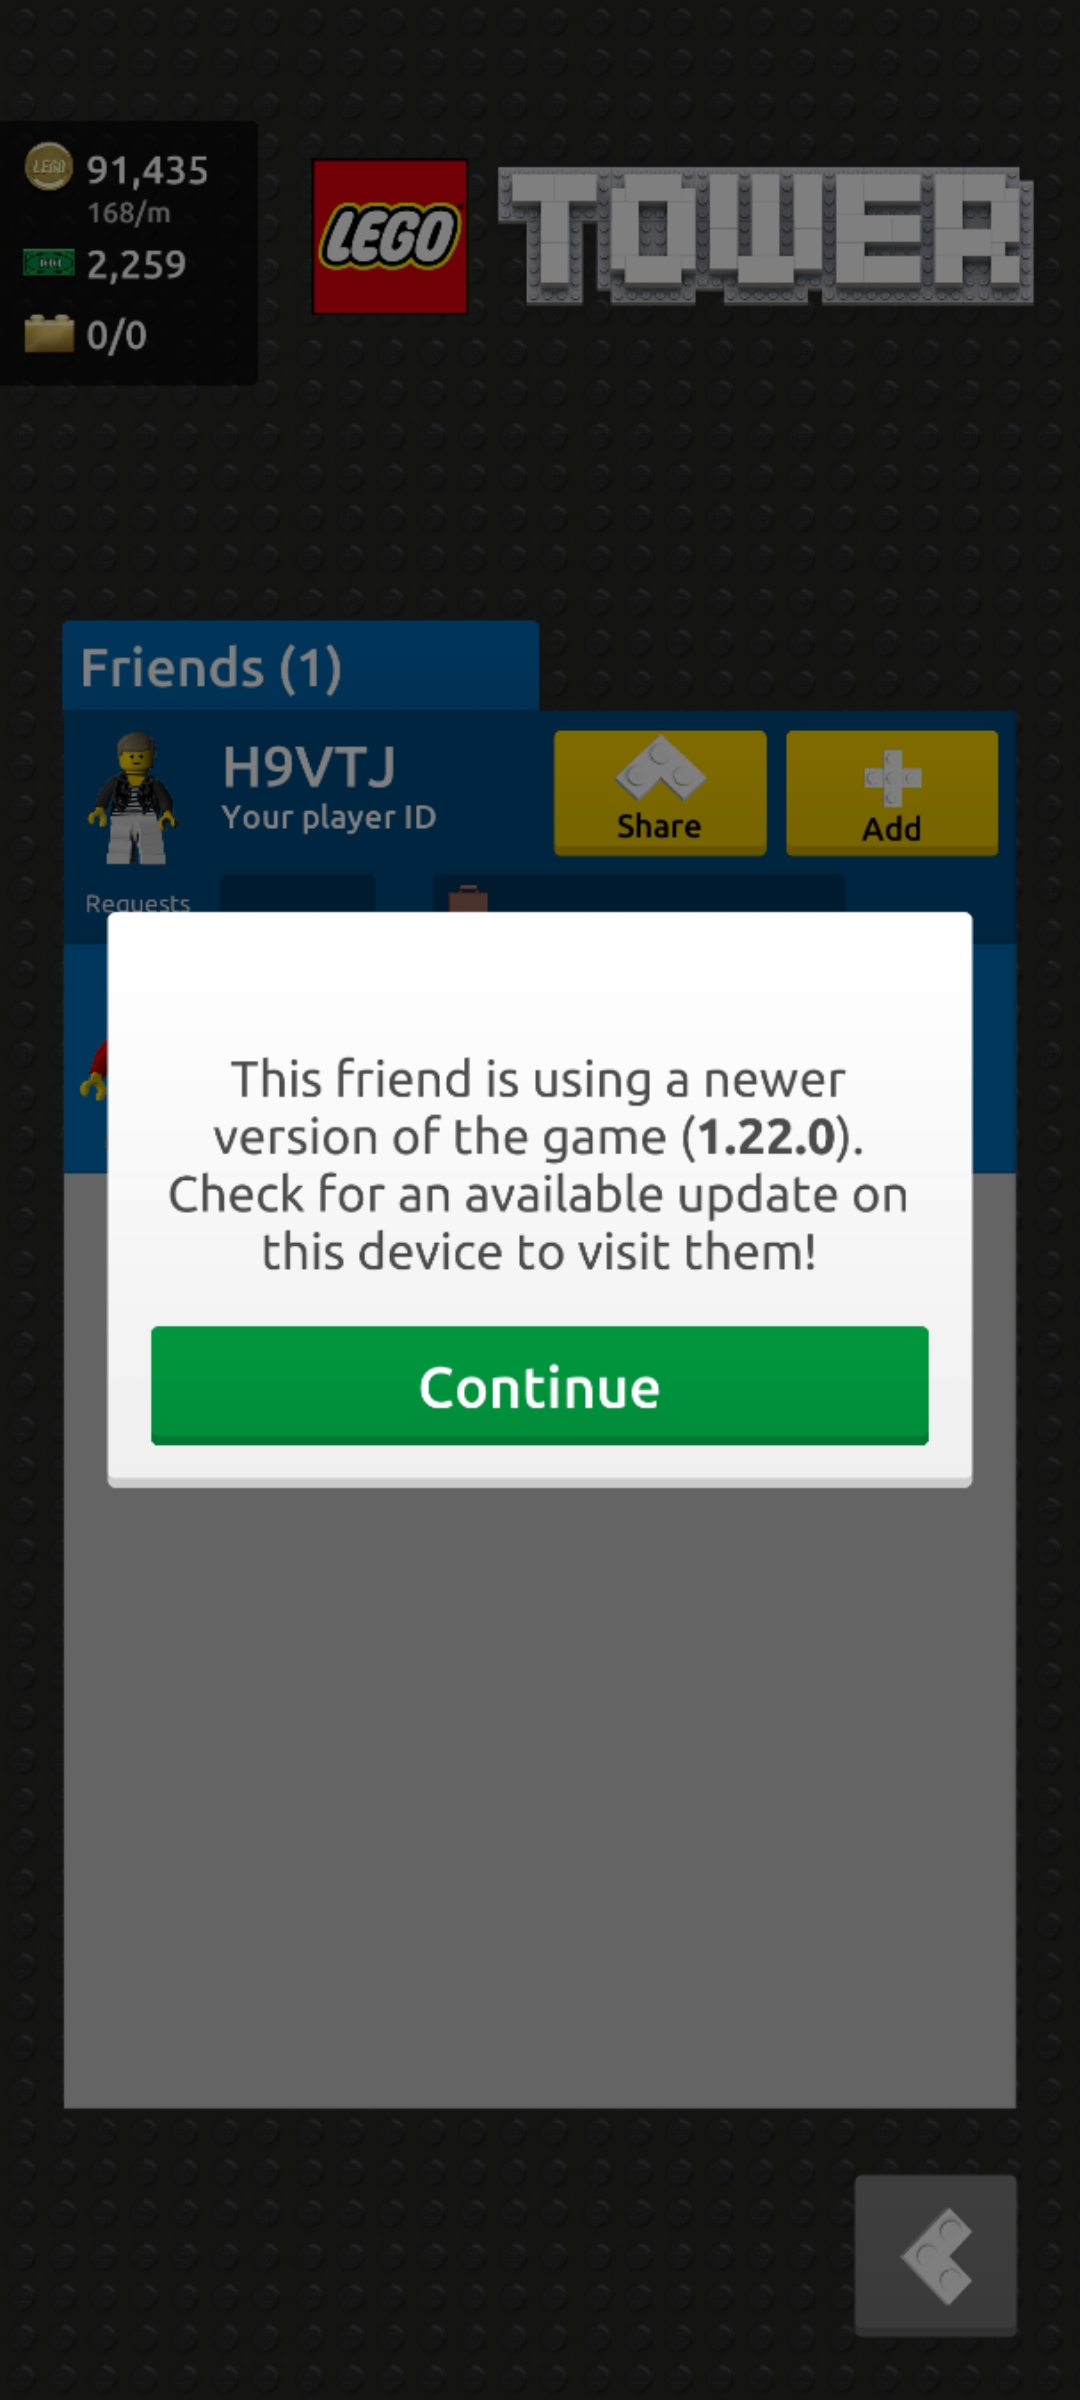 LEGO
91,435
168/m
2,259
0/0
LEGO TOWER
Friends (1)
H9VTJ
Your player ID
Share
Add
Requests
This friend is using a newer
version of the game (1.22.0).
Check for an available update on
this device to visit them!
Continue